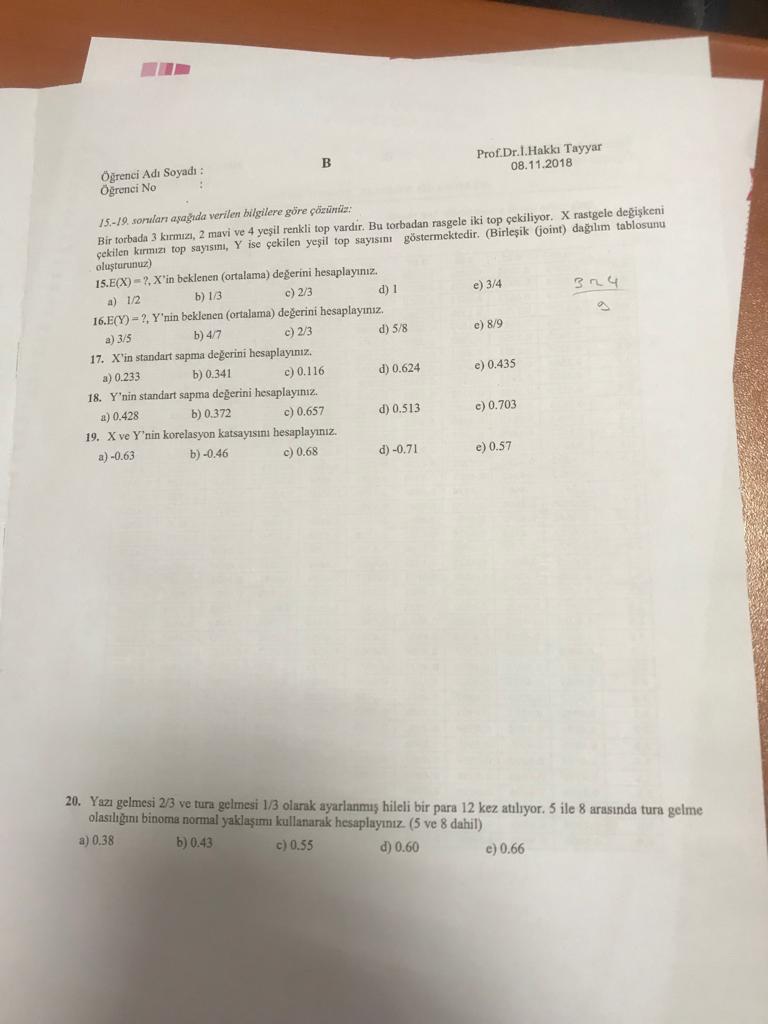 B
Prof.Dr.İ.Hakkı Tayyar
08.11.2018
Öğrenci Adı Soyadı :
Öğrenci No :
15.-19. soruları aşağıda verilen bilgilere göre çözünüz:
Bir torbada 3 kırmızı, 2 mavi ve 4 yeşil renkli top vardır. Bu torbadan rasgele iki top çekiliyor. X rastgele değişkeni
çekilen kırmızı top sayısını, Y ise çekilen yeşil top sayısını göstermektedir. (Birleşik (joint) dağılım tablosunu
oluşturunuz)
15.E(X) = ?, X'in beklenen (ortalama) değerini hesaplayınız.
a) 1/2 b) 1/3 c) 2/3 d) 1 e) 3/4
16.E(Y) = ?, Y'nin beklenen (ortalama) değerini hesaplayınız.
a) 3/5 b) 4/7 c) 2/3 d) 5/8 e) 8/9
17. X'in standart sapma değerini hesaplayınız.
a) 0.233 b) 0.341 c) 0.116 d) 0.624 e) 0.435
18. Y'nin standart sapma değerini hesaplayınız.
a) 0.428 b) 0.372 c) 0.657 d) 0.513 e) 0.703
19. X ve Y'nin korelasyon katsayısını hesaplayınız.
a) -0.63 b) -0.46 c) 0.68 d) -0.71 e) 0.57
20. Yazı gelmesi 2/3 ve tura gelmesi 1/3 olarak ayarlanmış hileli bir para 12 kez atılıyor. 5 ile 8 arasında tura gelme
olasılığını binoma normal yaklaşımı kullanarak hesaplayınız. (5 ve 8 dahil)
a) 0.38 b) 0.43 c) 0.55 d) 0.60 e) 0.66